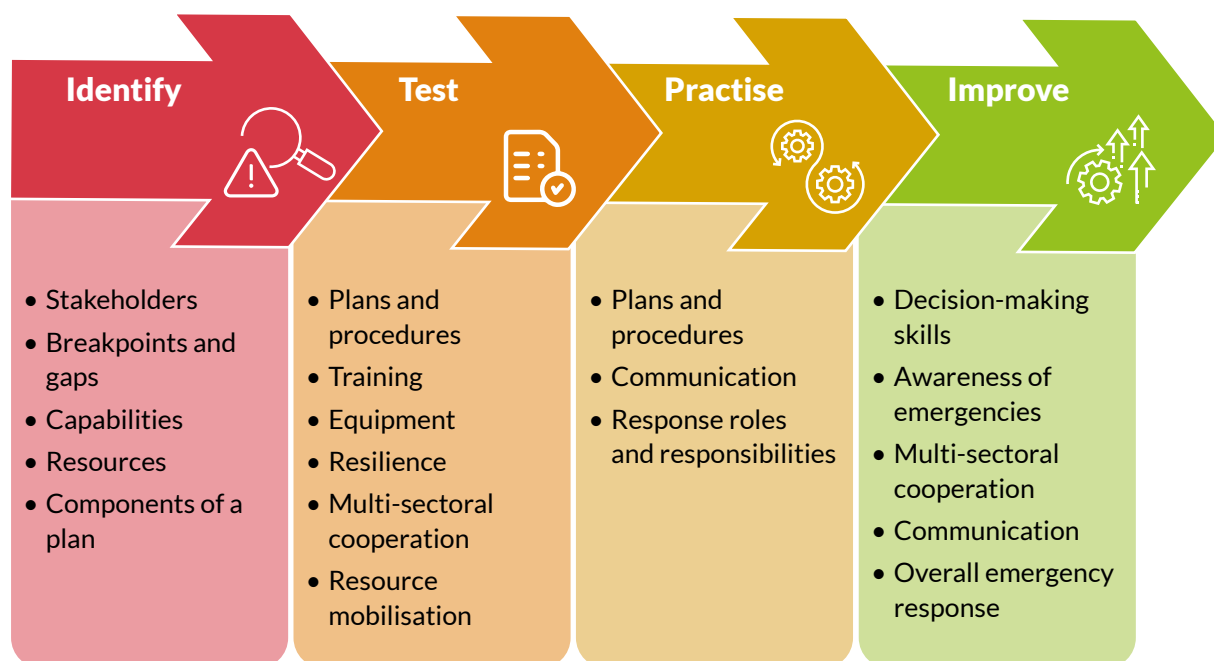 Identify
• Stakeholders
• Breakpoints and
gaps
• Capabilities
• Resources
• Components of a
plan
Test
• Plans and
procedures
• Training
• Equipment
• Resilience
• Multi-sectoral
cooperation
• Resource
mobilisation
Practise
• Plans and
procedures
• Communication
• Response roles
and responsibilities
Improve
• Decision-making
skills
• Awareness of
emergencies
• Multi-sectoral
cooperation
• Communication
• Overall emergency
response